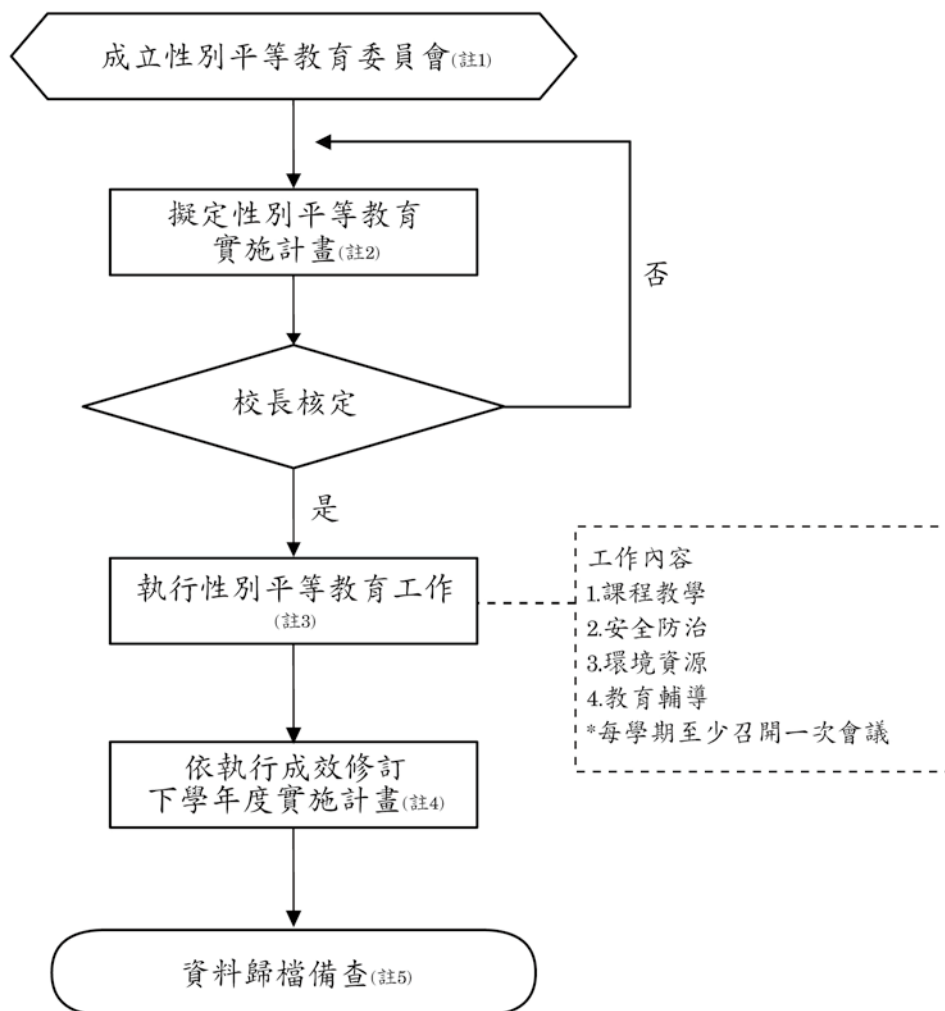 成立性別平等教育委員會(註1)
擬定性別平等教育
實施計畫(註2)
否
校長核定
是
執行性別平等教育工作
(註3)
工作內容
1.課程教學
2.安全防治
3.環境資源
4.教育輔導
*每學期至少召開一次會議
依執行成效修訂
下學年度實施計畫(註4)
資料歸檔備查(註5)